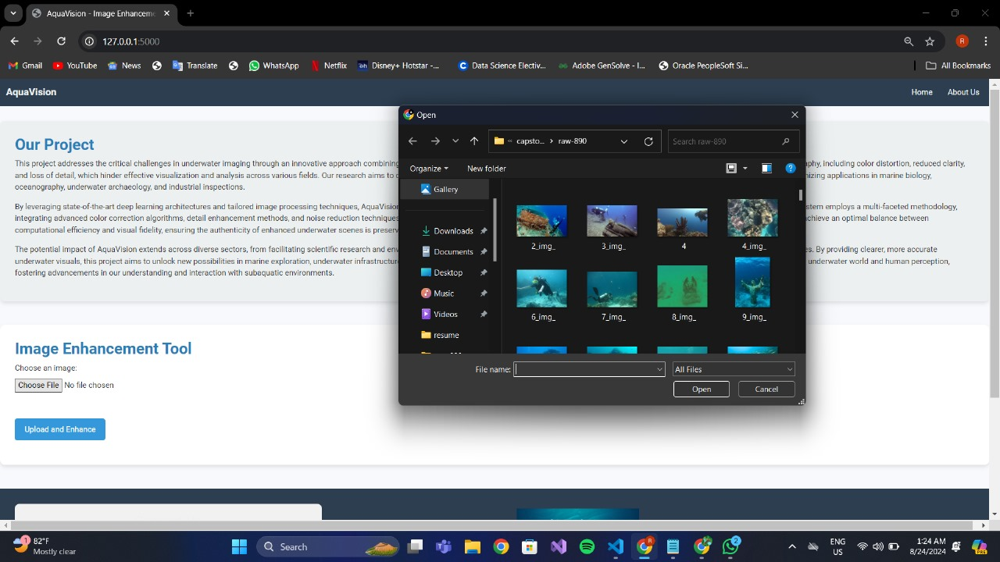 AquaVision - Image Enhanceme
127.0.0.1:5000
R
Gmail
YouTube
News
Translate
WhatsApp
Netflix
Disney+ Hotstar -...
Data Science Electiv...
Adobe GenSolve - I...
Oracle PeopleSoft Si...
All Bookmarks
AquaVision
Home
About Us
Our Project
This project addresses the critical challenges in underwater imaging through an innovative approach combining
phy, including color distortion, reduced clarity,
and loss of detail, which hinder effective visualization and analysis across various fields. Our research aims to
nizing applications in marine biology,
oceanography, underwater archaeology, and industrial inspections.
By leveraging state-of-the-art deep learning architectures and tailored image processing techniques, AquaVision
stem employs a multi-faceted methodology,
integrating advanced color correction algorithms, detail enhancement methods, and noise reduction techniques
achieve an optimal balance between
computational efficiency and visual fidelity, ensuring the authenticity of enhanced underwater scenes is preserv
The potential impact of AquaVision extends across diverse sectors, from facilitating scientific research and env
es. By providing clearer, more accurate
underwater visuals, this project aims to unlock new possibilities in marine exploration, underwater infrastructure
underwater world and human perception,
fostering advancements in our understanding and interaction with subaquatic environments.
Open
« capsto... > raw-890
Search raw-890
Organize
New folder
Gallery
Downloads
Documents
Desktop
Music
Videos
resume
2_img_
3_img_
4
4_img_
6_img_
7_img_
8_img_
9_img_
File name:
All Files
Open
Cancel
Image Enhancement Tool
Choose an image:
Choose File No file chosen
Upload and Enhance
1
82°F
Mostly clear
Search
R
2
ENG
US
1:24 AM
8/24/2024
PRE